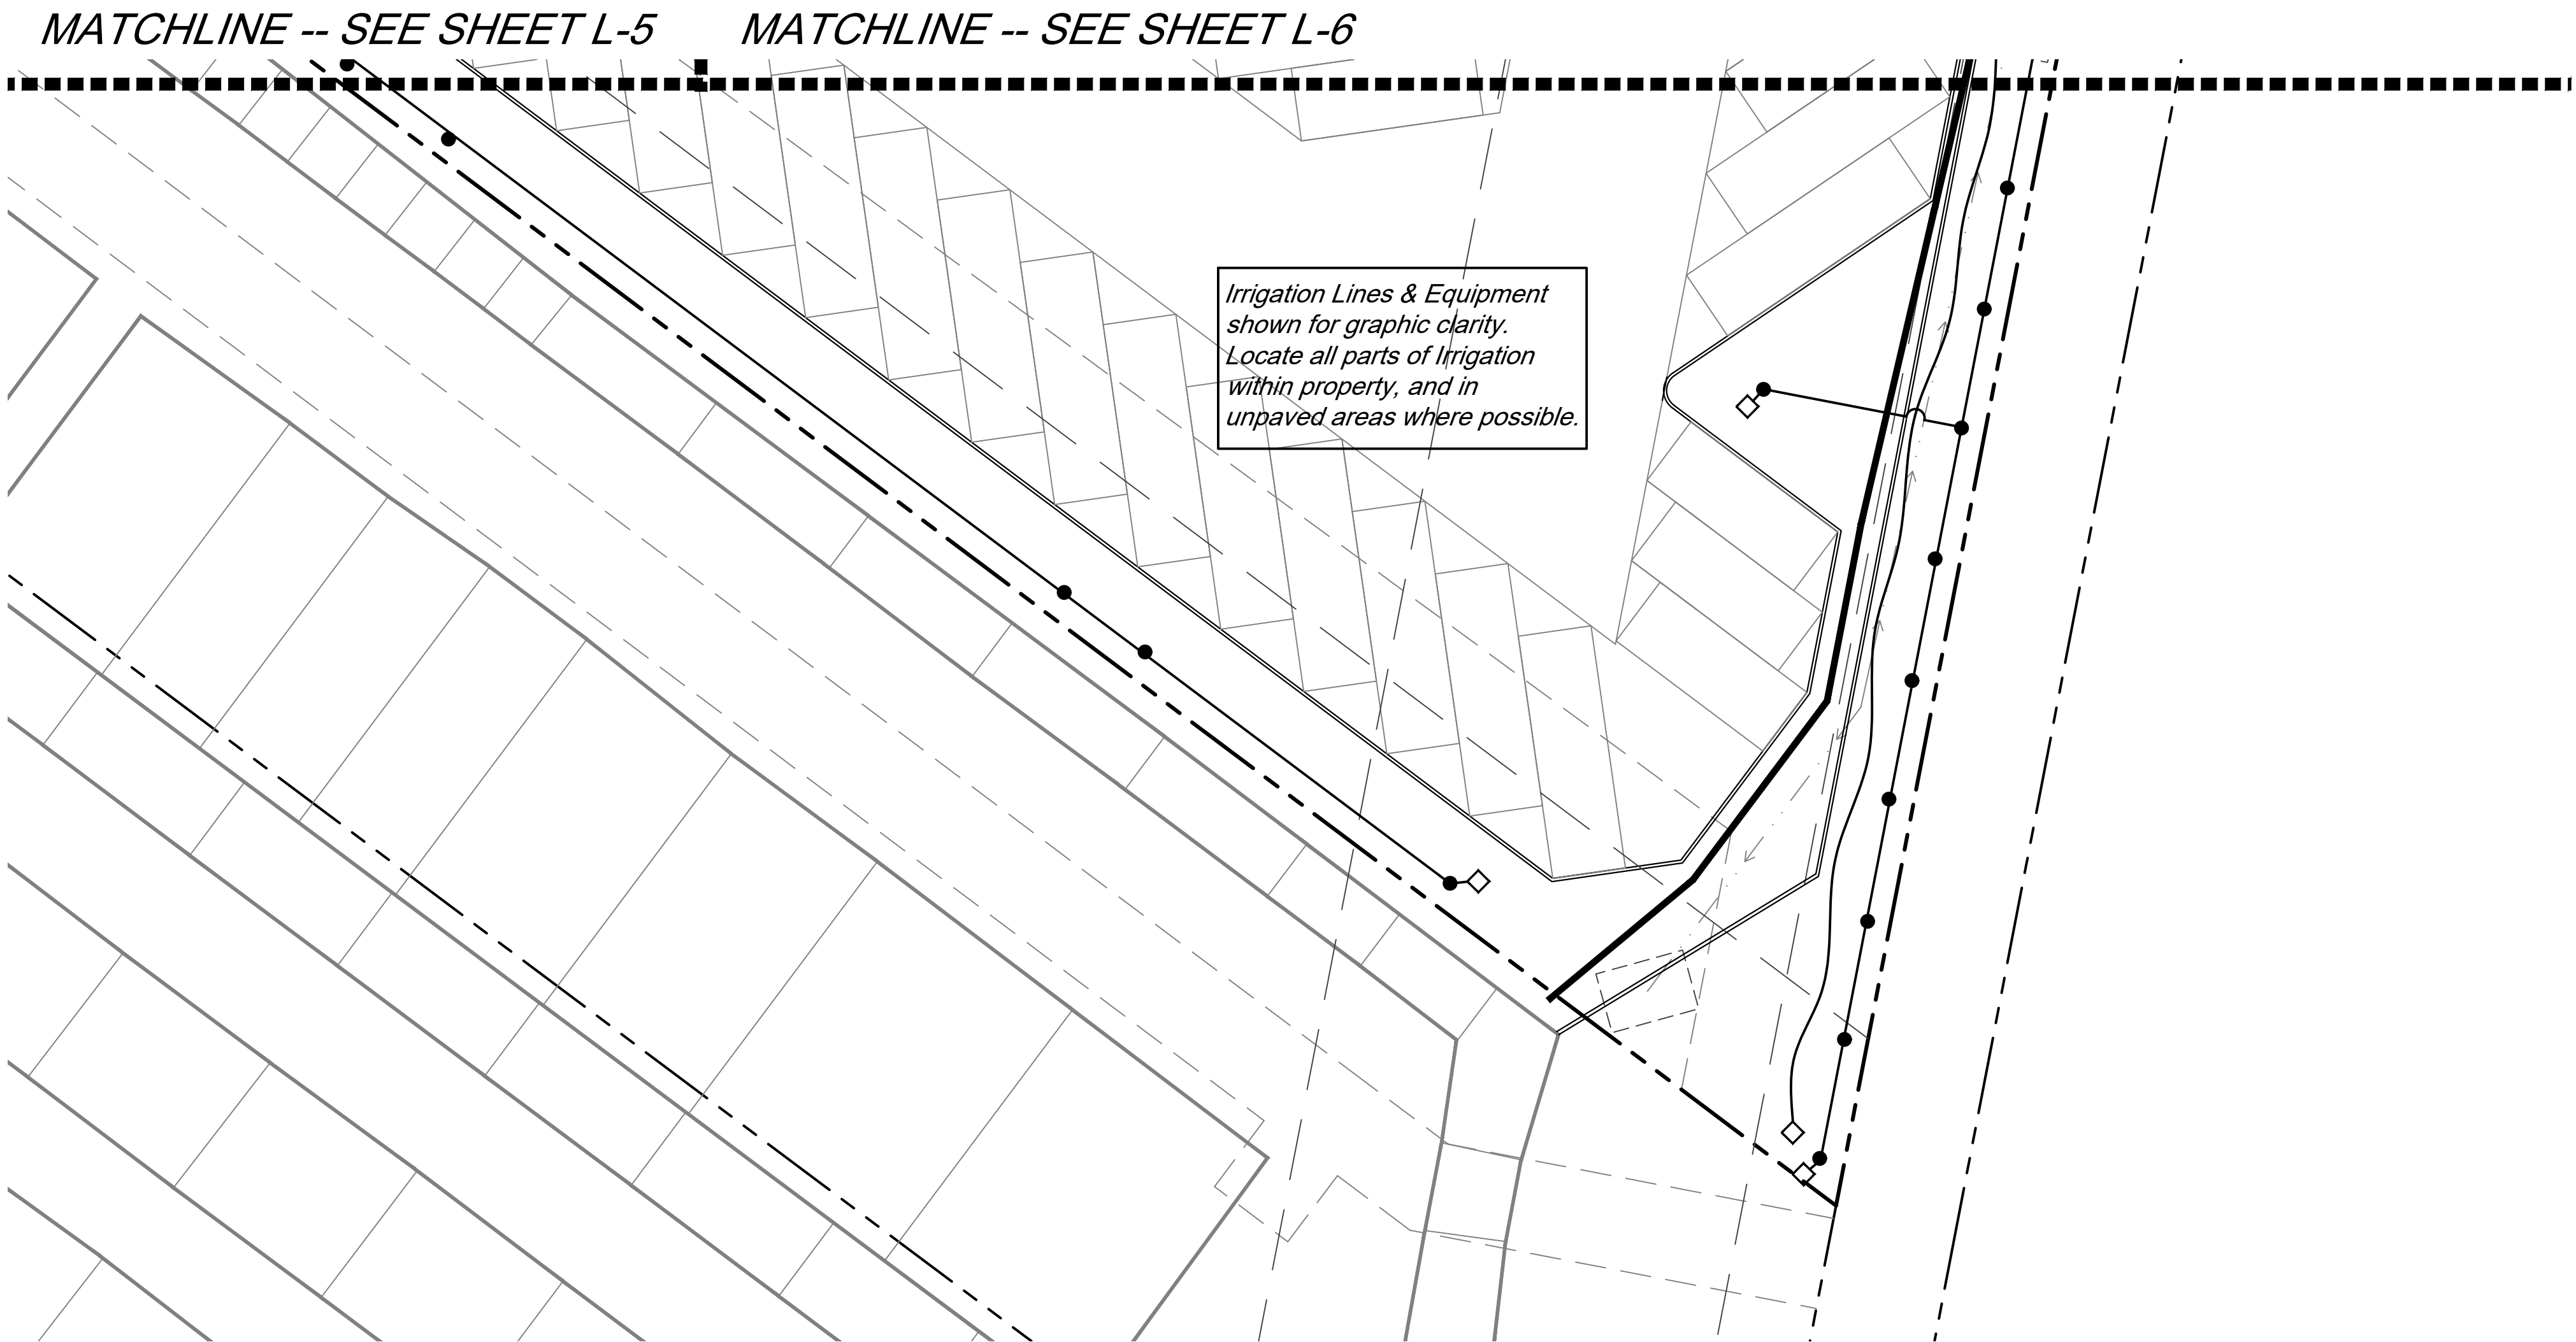 MATCHLINE -- SEE SHEET L-5
MATCHLINE -- SEE SHEET L-6
Irrigation Lines & Equipment
shown for graphic clarity.
Locate all parts of Irrigation
within property, and in
unpaved areas where possible.